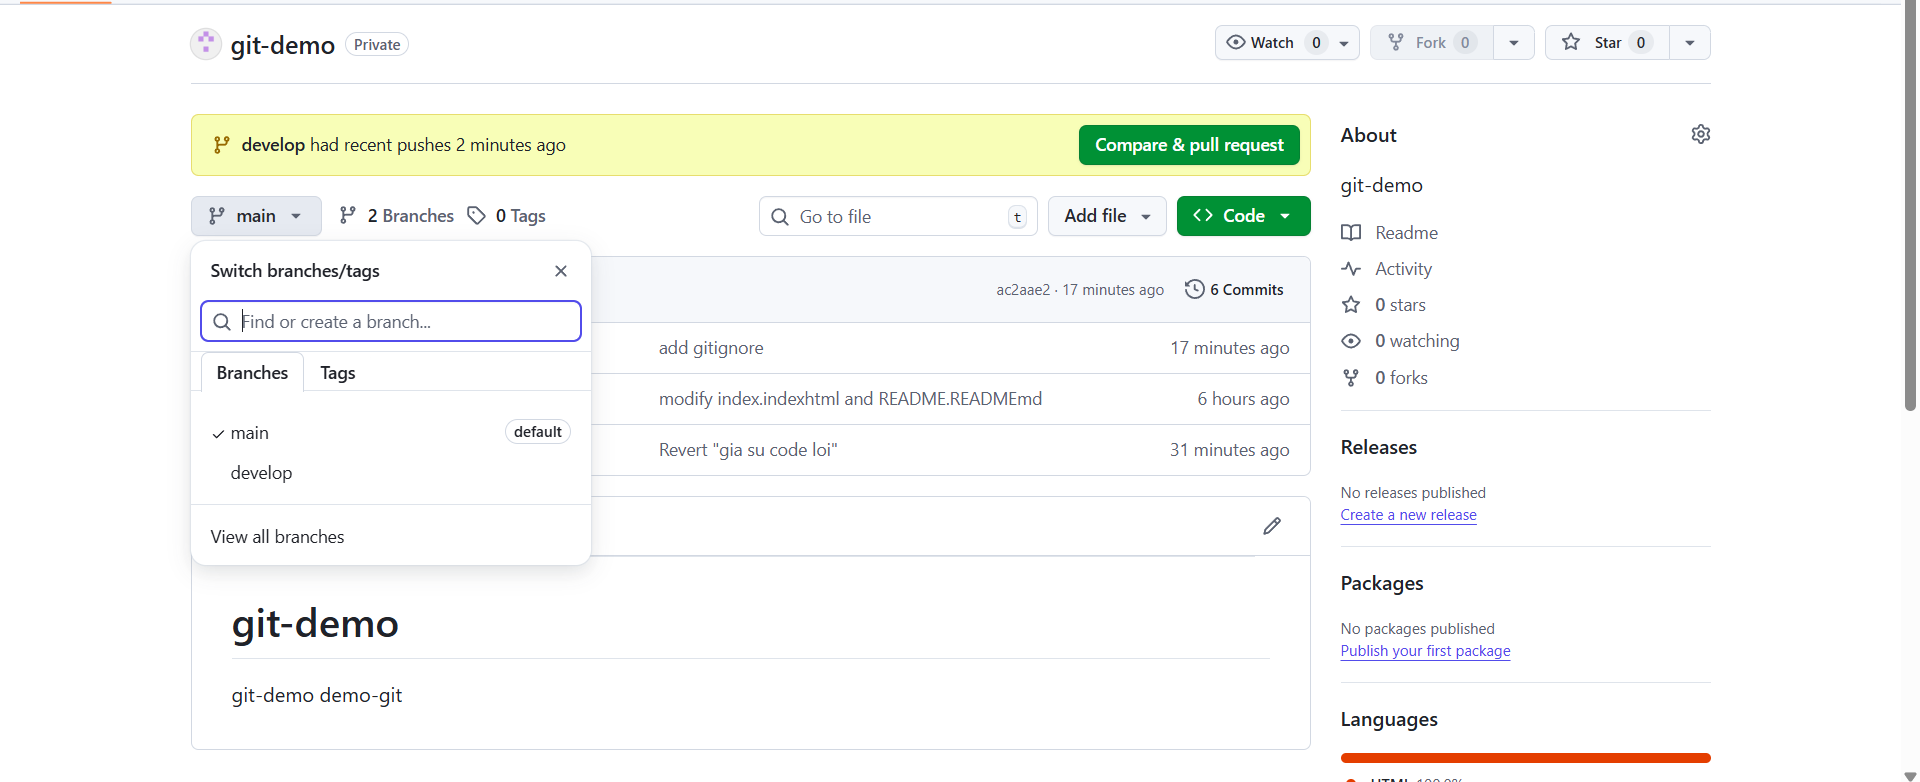 git-demo Private
Watch 0 Fork 0 Star 0
develop had recent pushes 2 minutes ago
Compare & pull request
main 2 Branches 0 Tags
Go to file t Add file Code
Switch branches/tags
Find or create a branch...
Branches Tags
main default
develop
View all branches
ac2aae2 · 17 minutes ago 6 Commits
add gitignore 17 minutes ago
modify index.indexhtml and README.READMEmd 6 hours ago
Revert "gia su code loi" 31 minutes ago
git-demo
git-demo demo-git
About
git-demo
Readme
Activity
0 stars
0 watching
0 forks
Releases
No releases published
Create a new release
Packages
No packages published
Publish your first package
Languages
HTML 100.0%